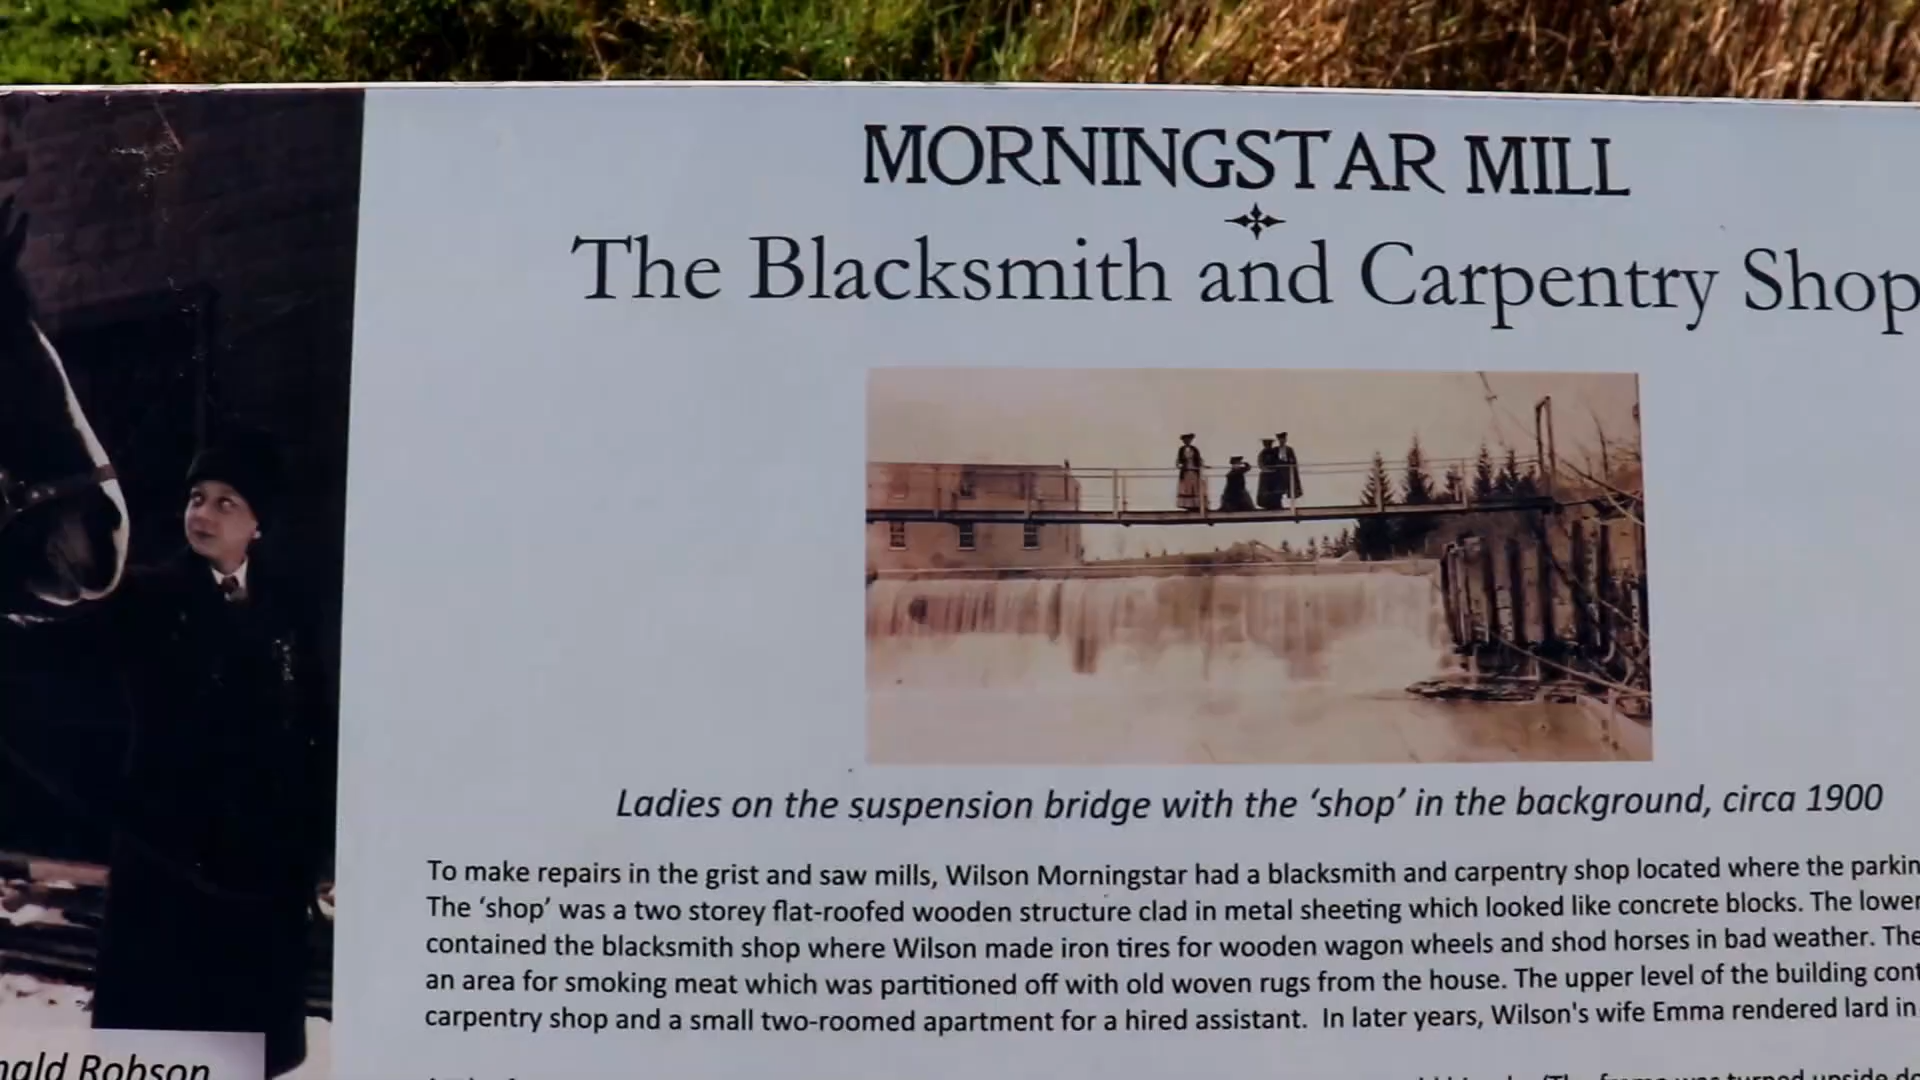 MORNINGSTAR MILL
The Blacksmith and Carpentry Shop
Ladies on the suspension bridge with the ‘shop’ in the background, circa 1900
To make repairs in the grist and saw mills, Wilson Morningstar had a blacksmith and carpentry shop located where the parkin
The ‘shop’ was a two storey flat-roofed wooden structure clad in metal sheeting which looked like concrete blocks. The lower
contained the blacksmith shop where Wilson made iron tires for wooden wagon wheels and shod horses in bad weather. The
an area for smoking meat which was partitioned off with old woven rugs from the house. The upper level of the building cont
carpentry shop and a small two-roomed apartment for a hired assistant. In later years, Wilson's wife Emma rendered lard in
nald Robson